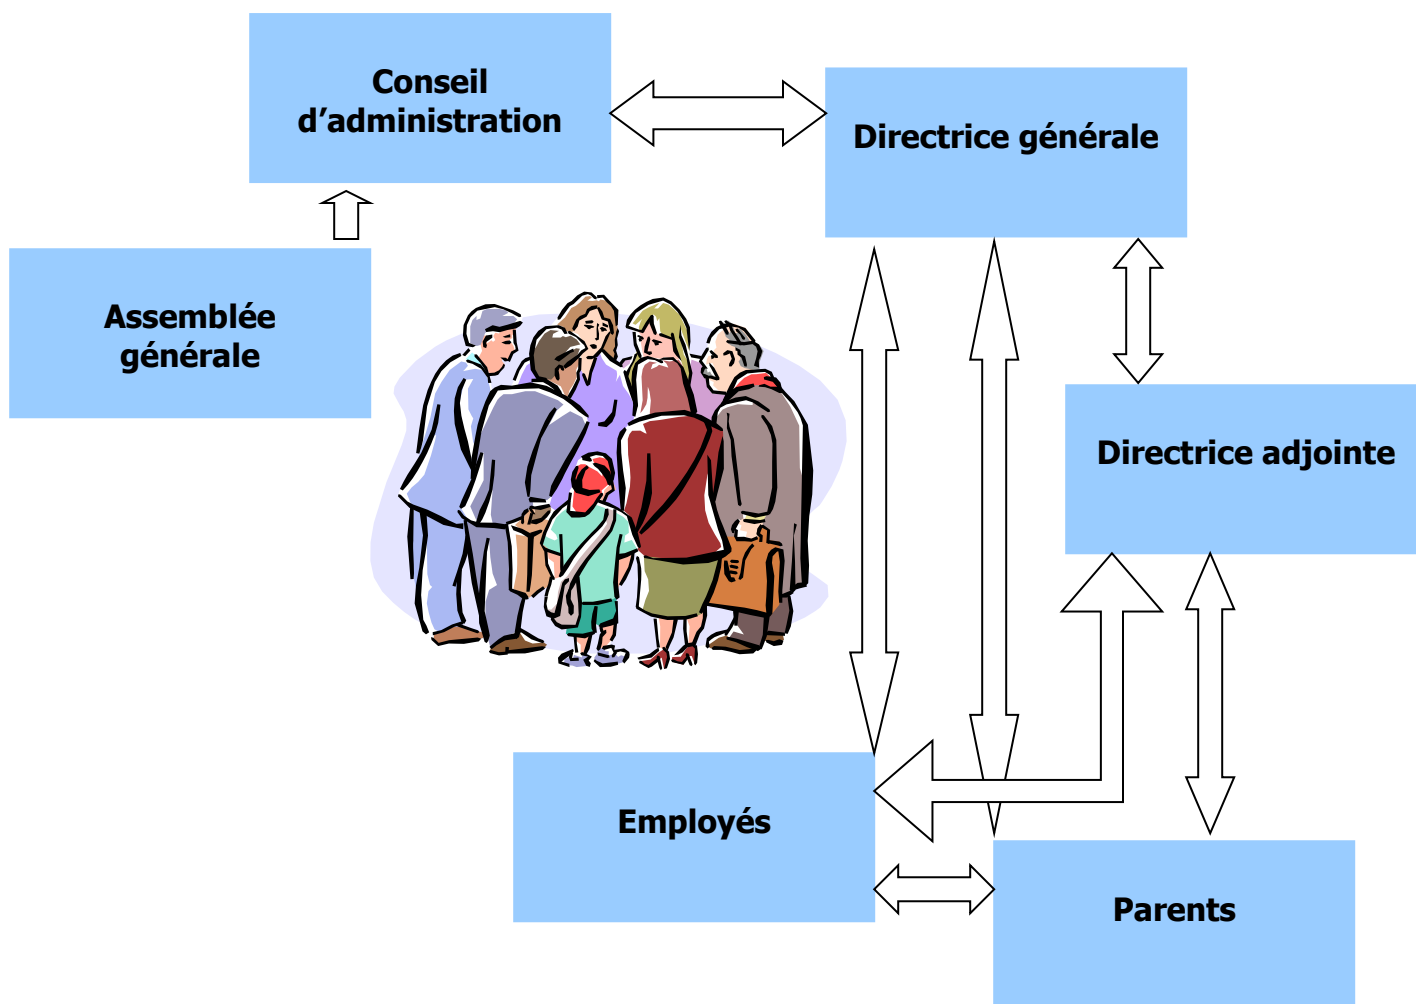 Conseil
d’administration
Directrice générale
Assemblée
générale
Directrice adjointe
Employés
Parents